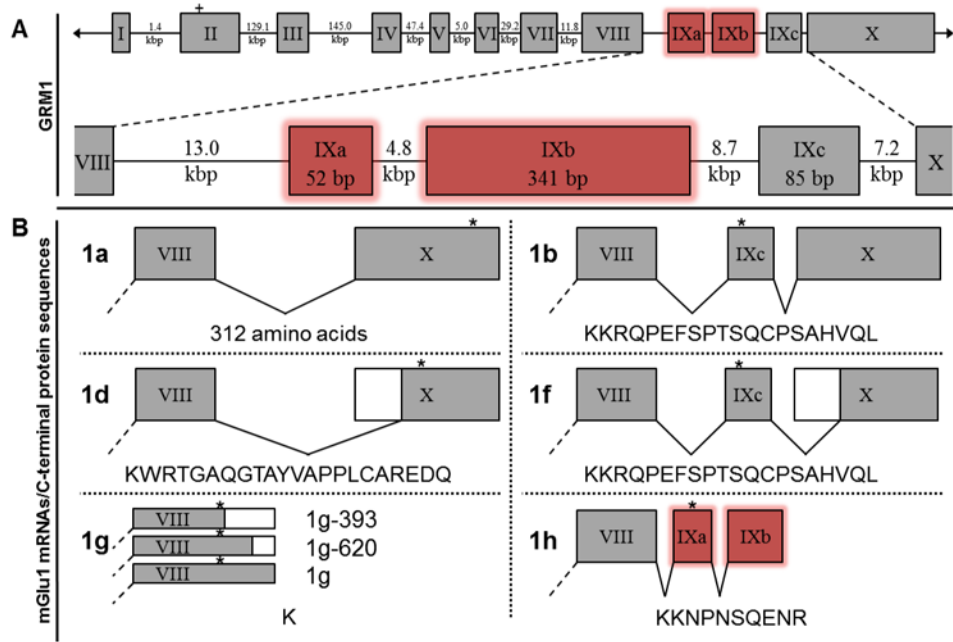 A
GRM1
+
I 1.4 kbp II 129.1 kbp III 145.0 kbp IV 47.4 kbp V 5.0 kbp VI 29.2 kbp VII 11.8 kbp VIII IXa IXb IXc X
VIII 13.0 kbp IXa 52 bp 4.8 kbp IXb 341 bp 8.7 kbp IXc 85 bp 7.2 kbp X
B
mGlu1 mRNAs/C-terminal protein sequences
1a VIII X *
312 amino acids
1b VIII IXc * X
KKRQPEFSPTSQCPSAHVQL
1d VIII X *
KWRTGAQGTAYVAPPLCAREDQ
1f VIII IXc * X
KKRQPEFSPTSQCPSAHVQL
1g
VIII * 1g-393
VIII * 1g-620
VIII * 1g
K
1h VIII IXa * IXb
KKNPNSQENR